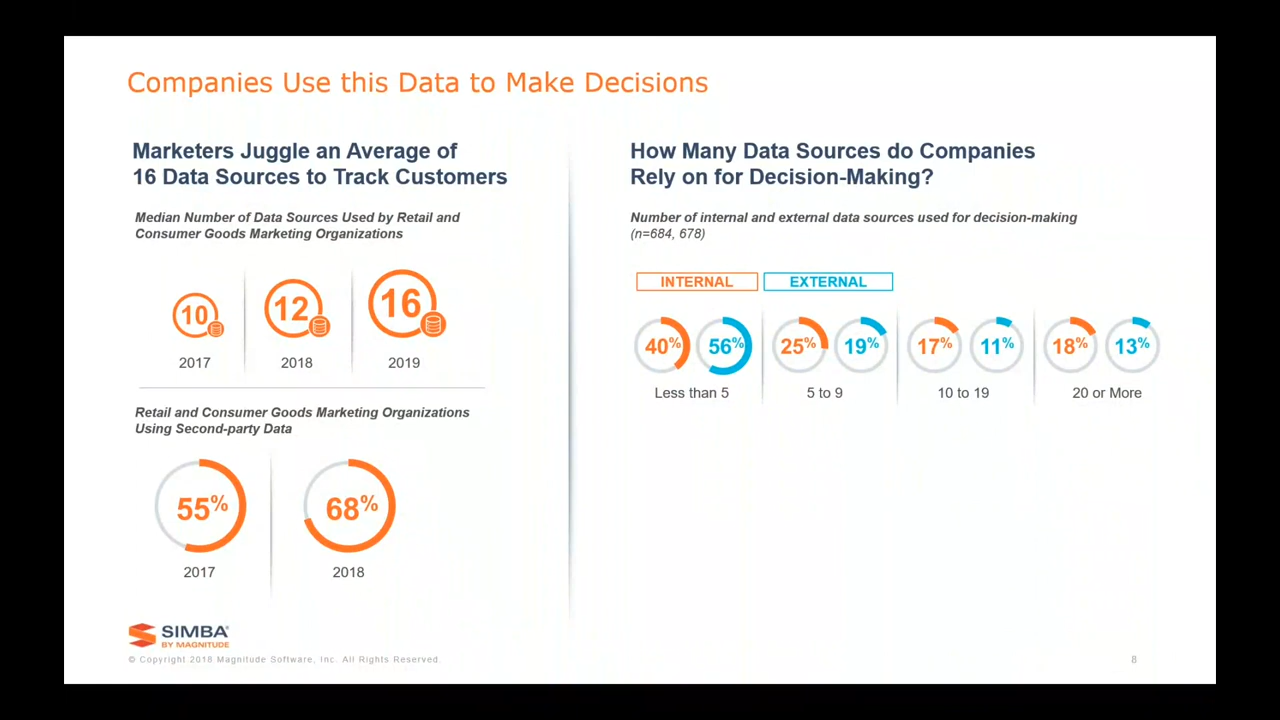 Companies Use this Data to Make Decisions
Marketers Juggle an Average of
16 Data Sources to Track Customers
Median Number of Data Sources Used by Retail and
Consumer Goods Marketing Organizations
10
12
16
2017
2018
2019
Retail and Consumer Goods Marketing Organizations
Using Second-party Data
55%
68%
2017
2018
How Many Data Sources do Companies
Rely on for Decision-Making?
Number of internal and external data sources used for decision-making
(n=684, 678)
INTERNAL
EXTERNAL
40%
56%
25%
19%
17%
11%
18%
13%
Less than 5
5 to 9
10 to 19
20 or More
SIMBA
BY MAGNITUDE
© Copyright 2018 Magnitude Software, Inc. All Rights Reserved.
8